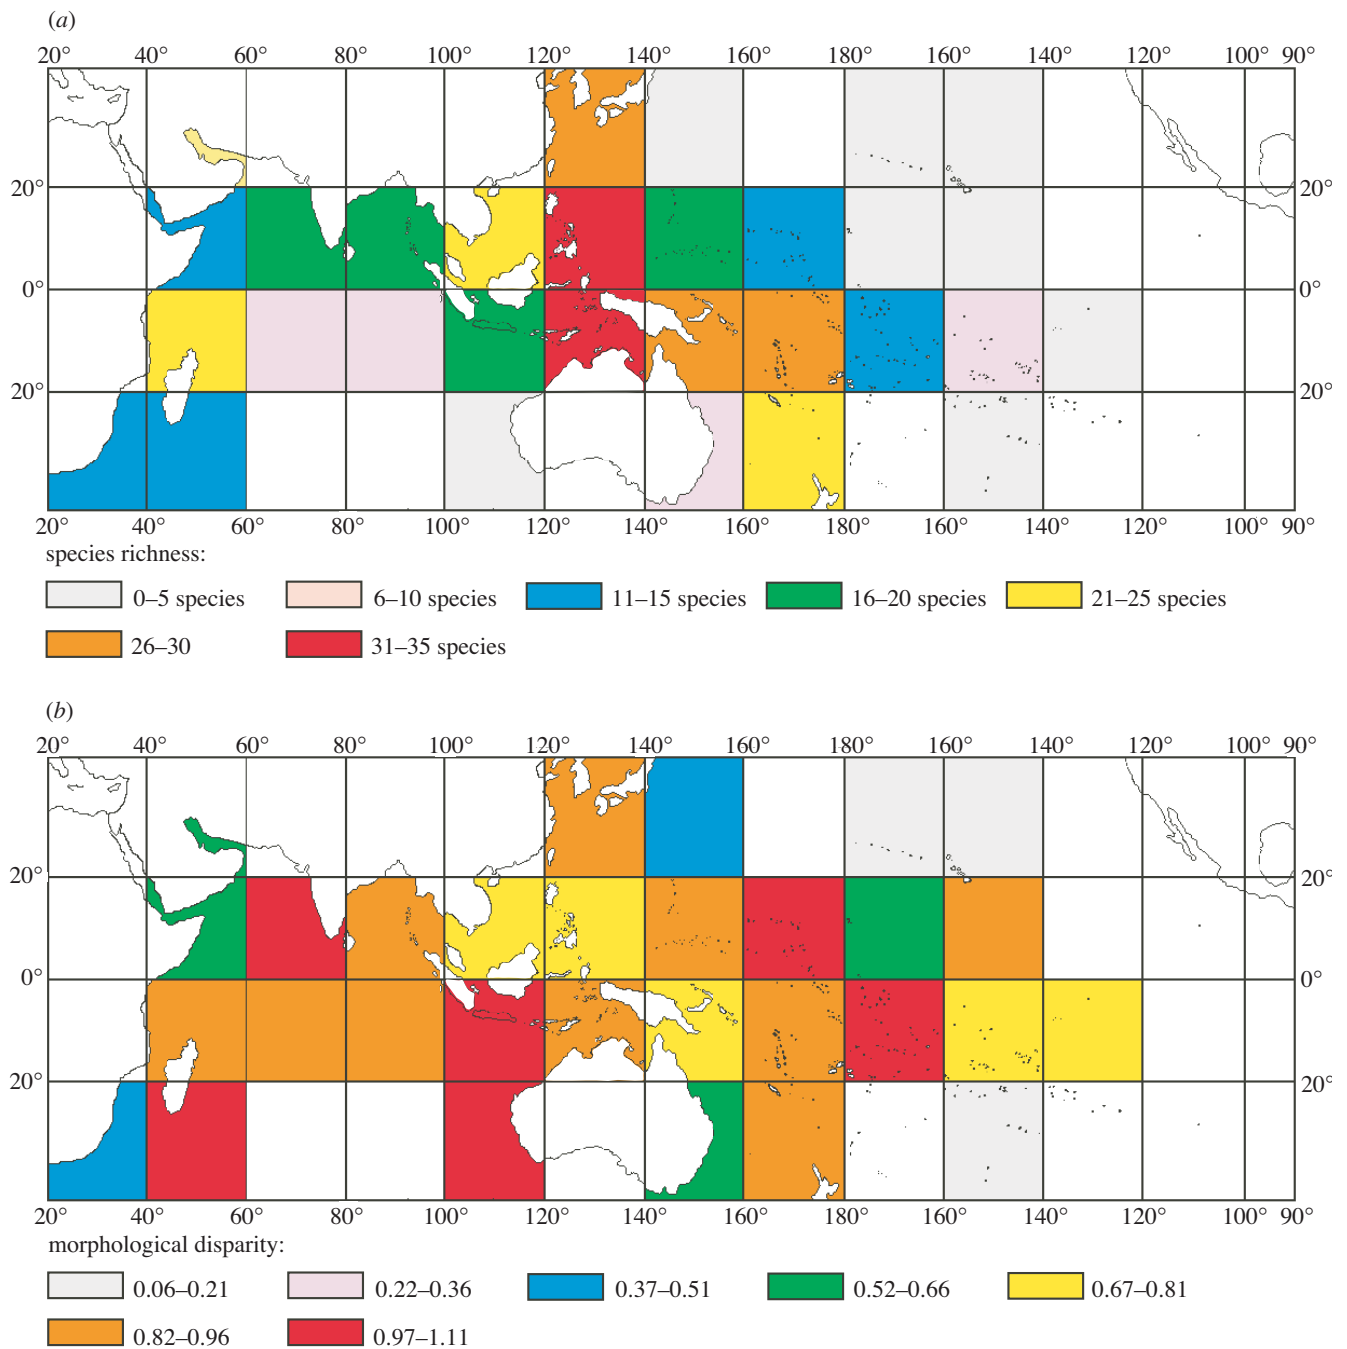 (a)
20° 40° 60° 80° 100° 120° 140° 160° 180° 160° 140° 120° 100° 90°
20° 20°
0° 0°
20° 20°
20° 40° 60° 80° 100° 120° 140° 160° 180° 160° 140° 120° 100° 90°
species richness:
0–5 species 6–10 species 11–15 species 16–20 species 21–25 species
26–30 31–35 species
(b)
20° 40° 60° 80° 100° 120° 140° 160° 180° 160° 140° 120° 100° 90°
20° 20°
0° 0°
20° 20°
20° 40° 60° 80° 100° 120° 140° 160° 180° 160° 140° 120° 100° 90°
morphological disparity:
0.06–0.21 0.22–0.36 0.37–0.51 0.52–0.66 0.67–0.81
0.82–0.96 0.97–1.11